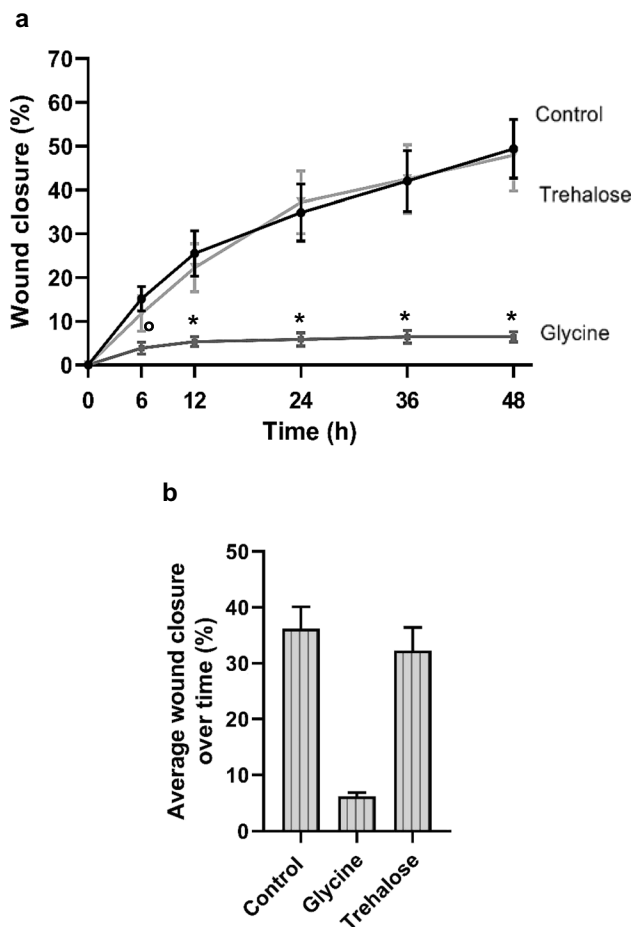 a
Wound closure (%)
70
60
50
40
30
20
10
0
Control
Trehalose
Glycine
° * * * *
0 6 12 24 36 48
Time (h)
b
Average wound closure
over time (%)
50
40
30
20
10
0
Control Glycine Trehalose